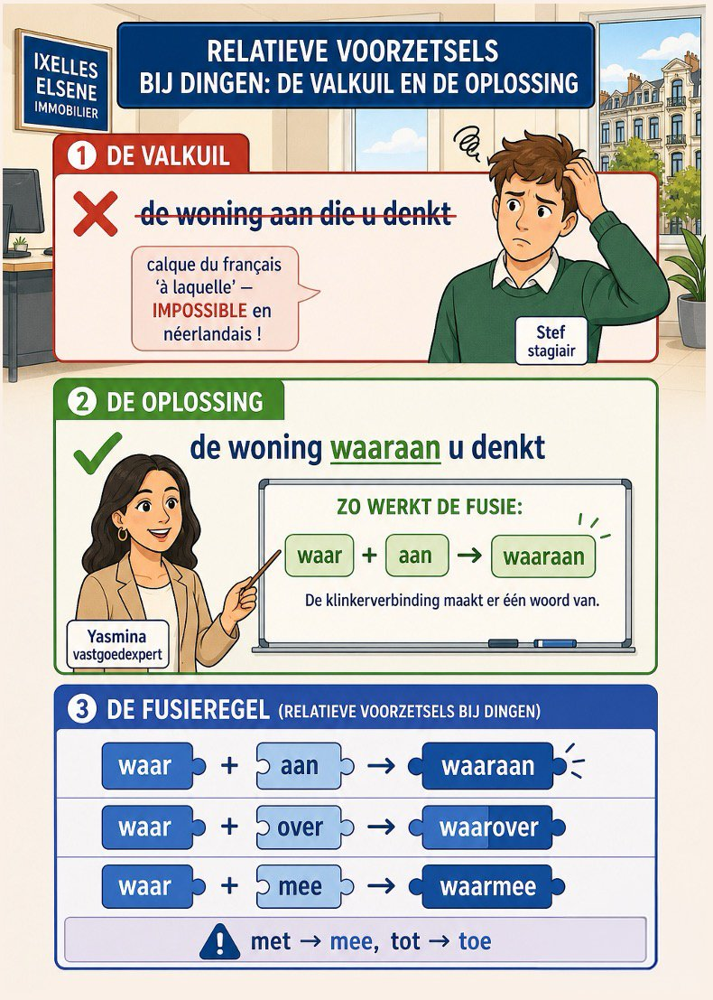 IXELLES
ELSENE
IMMOBILIER
RELATIEVE VOORZETSELS
BIJ DINGEN: DE VALKUIL EN DE OPLOSSING
1 DE VALKUIL
de woning aan die u denkt
calque du français
‘à laquelle’ –
IMPOSSIBLE en
néerlandais !
Stef
stagiair
2 DE OPLOSSING
de woning waaraan u denkt
ZO WERKT DE FUSIE:
waar + aan → waaraan
De klinkerverbinding maakt er één woord van.
Yasmina
vastgoedexpert
3 DE FUSIEREGEL (RELATIEVE VOORZETSELS BIJ DINGEN)
waar + aan → waaraan
waar + over → waarover
waar + mee → waarmee
! met → mee, tot → toe